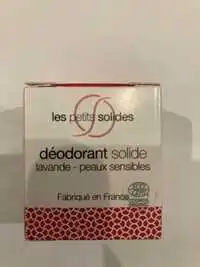 les petits solides
déodorant solide
lavande - peaux sensibles
Fabriqué en France